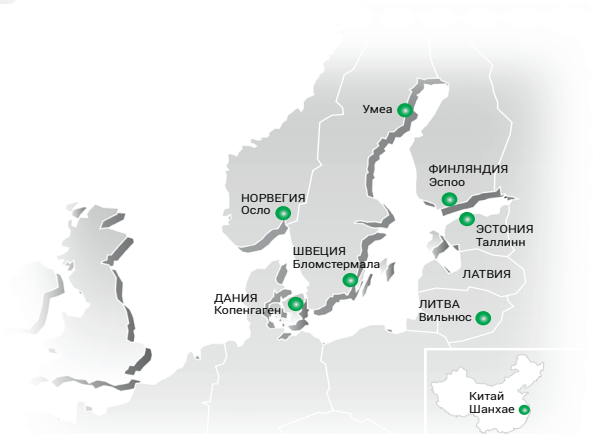 Умеа
ФИНЛЯНДИЯ
Эспоо
НОРВЕГИЯ
Осло
ЭСТОНИЯ
Таллинн
ШВЕЦИЯ
Бломстермала
ЛАТВИЯ
ДАНИЯ
Копенгаген
ЛИТВА
Вильнюс
Китай
Шанхае